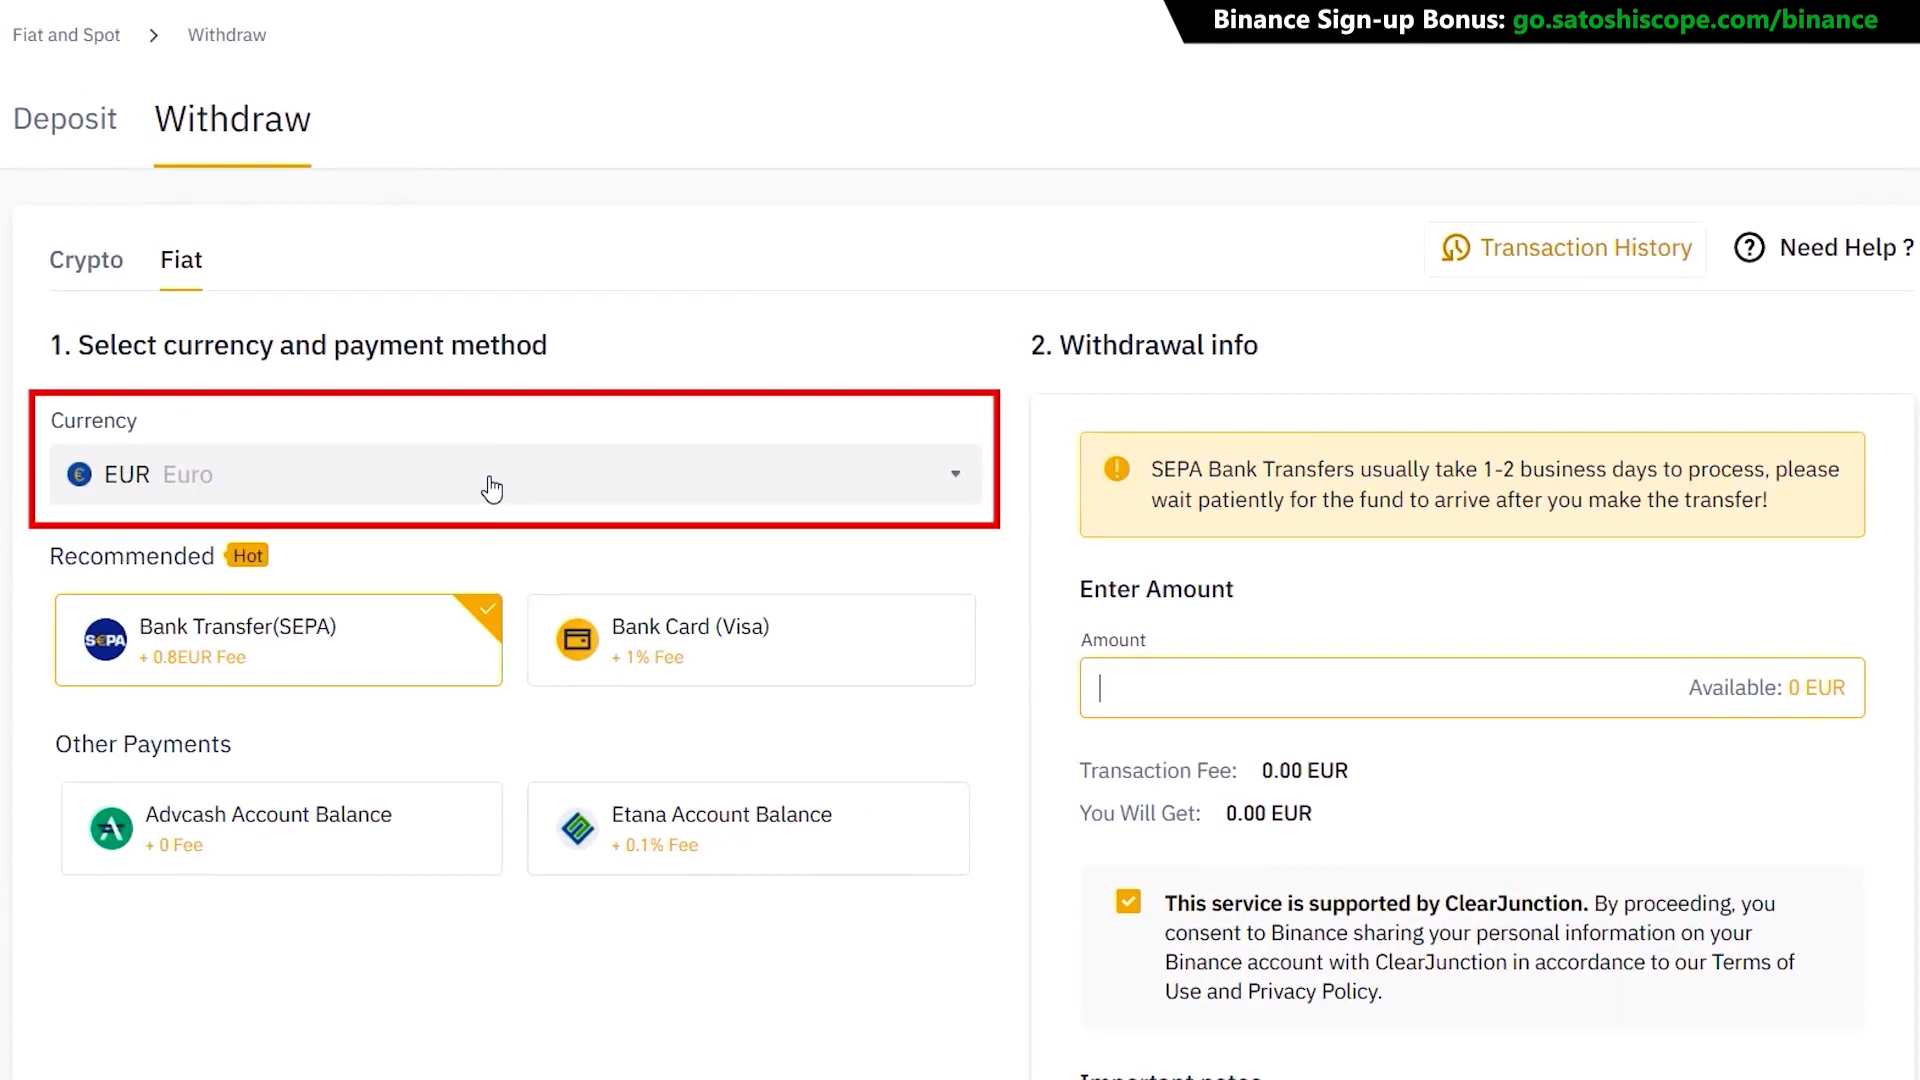 Binance Sign-up Bonus: go.satoshiscope.com/binance
Fiat and Spot > Withdraw
Deposit Withdraw
Crypto Fiat
Transaction History Need Help ?
1. Select currency and payment method
Currency
€ EUR Euro
Recommended Hot
SEPA Bank Transfer(SEPA)
+ 0.8EUR Fee
Bank Card (Visa)
+ 1% Fee
Other Payments
Advcash Account Balance
+ 0 Fee
Etana Account Balance
+ 0.1% Fee
2. Withdrawal info
SEPA Bank Transfers usually take 1-2 business days to process, please
wait patiently for the fund to arrive after you make the transfer!
Enter Amount
Amount
Available: 0 EUR
Transaction Fee: 0.00 EUR
You Will Get: 0.00 EUR
This service is supported by ClearJunction. By proceeding, you
consent to Binance sharing your personal information on your
Binance account with ClearJunction in accordance to our Terms of
Use and Privacy Policy.
Important notes